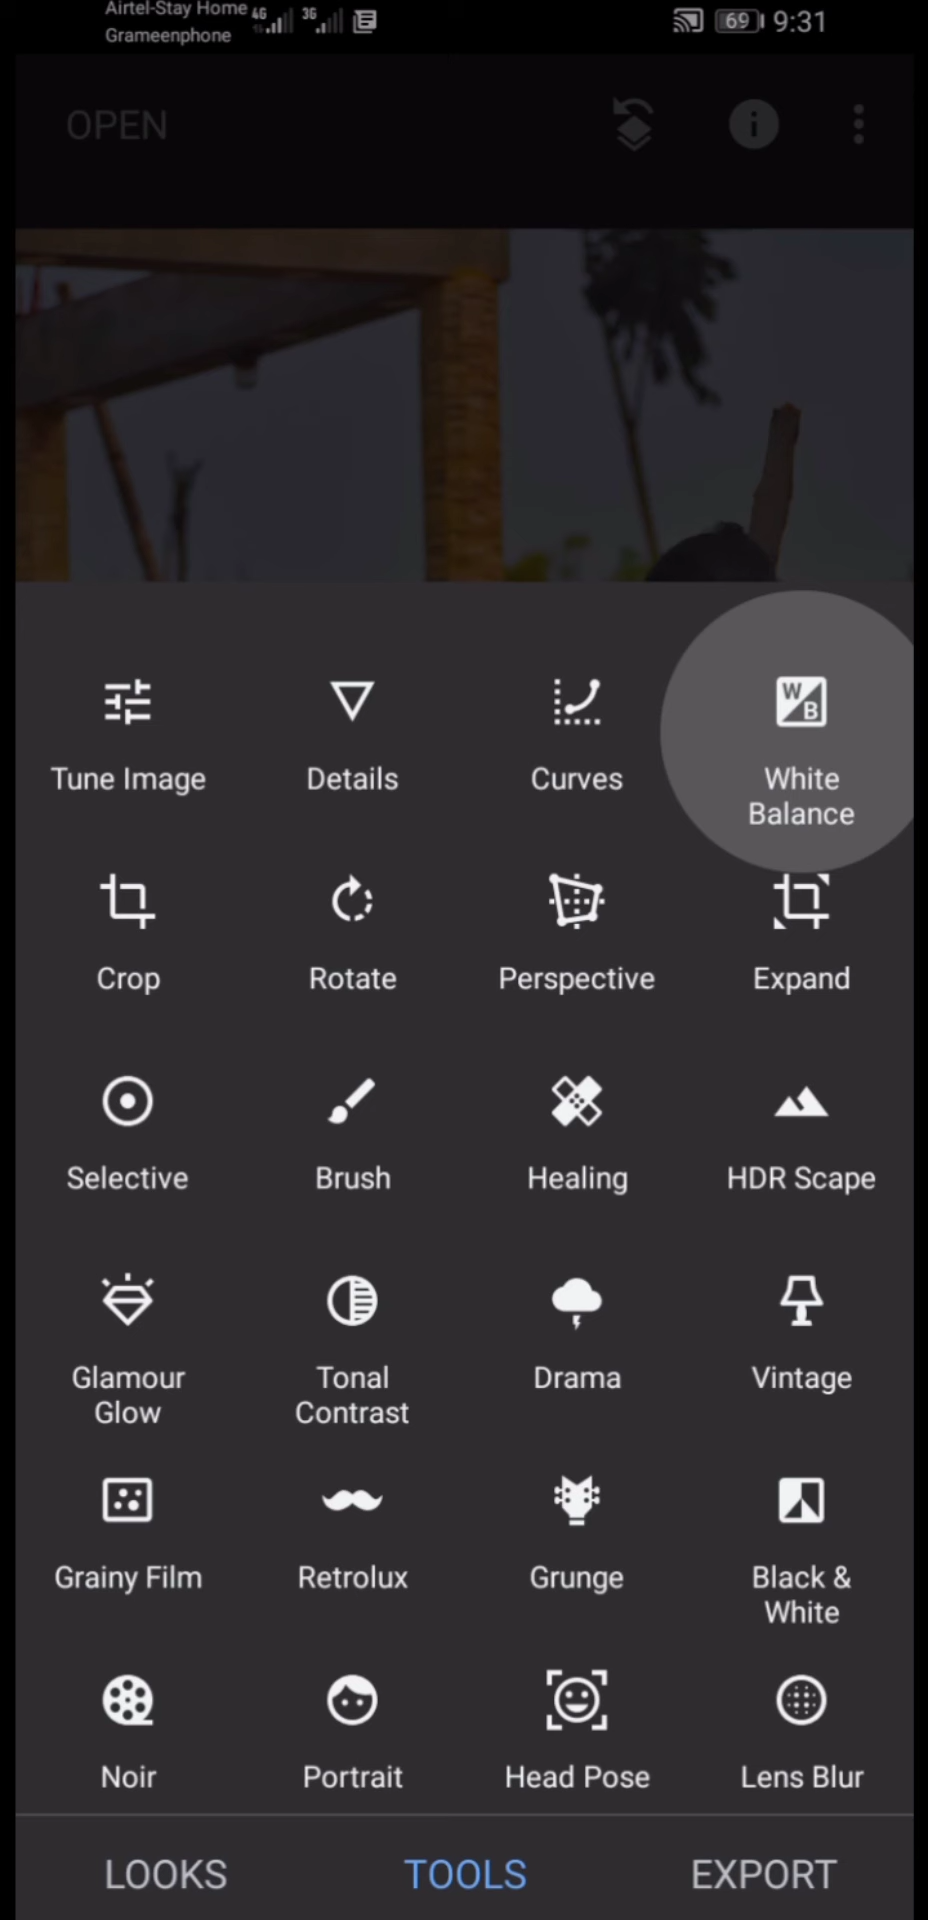 Airtel-Stay Home 4G 3G
Grameenphone
69 9:31
OPEN
Tune Image Details Curves White Balance
Crop Rotate Perspective Expand
Selective Brush Healing HDR Scape
Glamour Glow Tonal Contrast Drama Vintage
Grainy Film Retrolux Grunge Black & White
Noir Portrait Head Pose Lens Blur
LOOKS TOOLS EXPORT